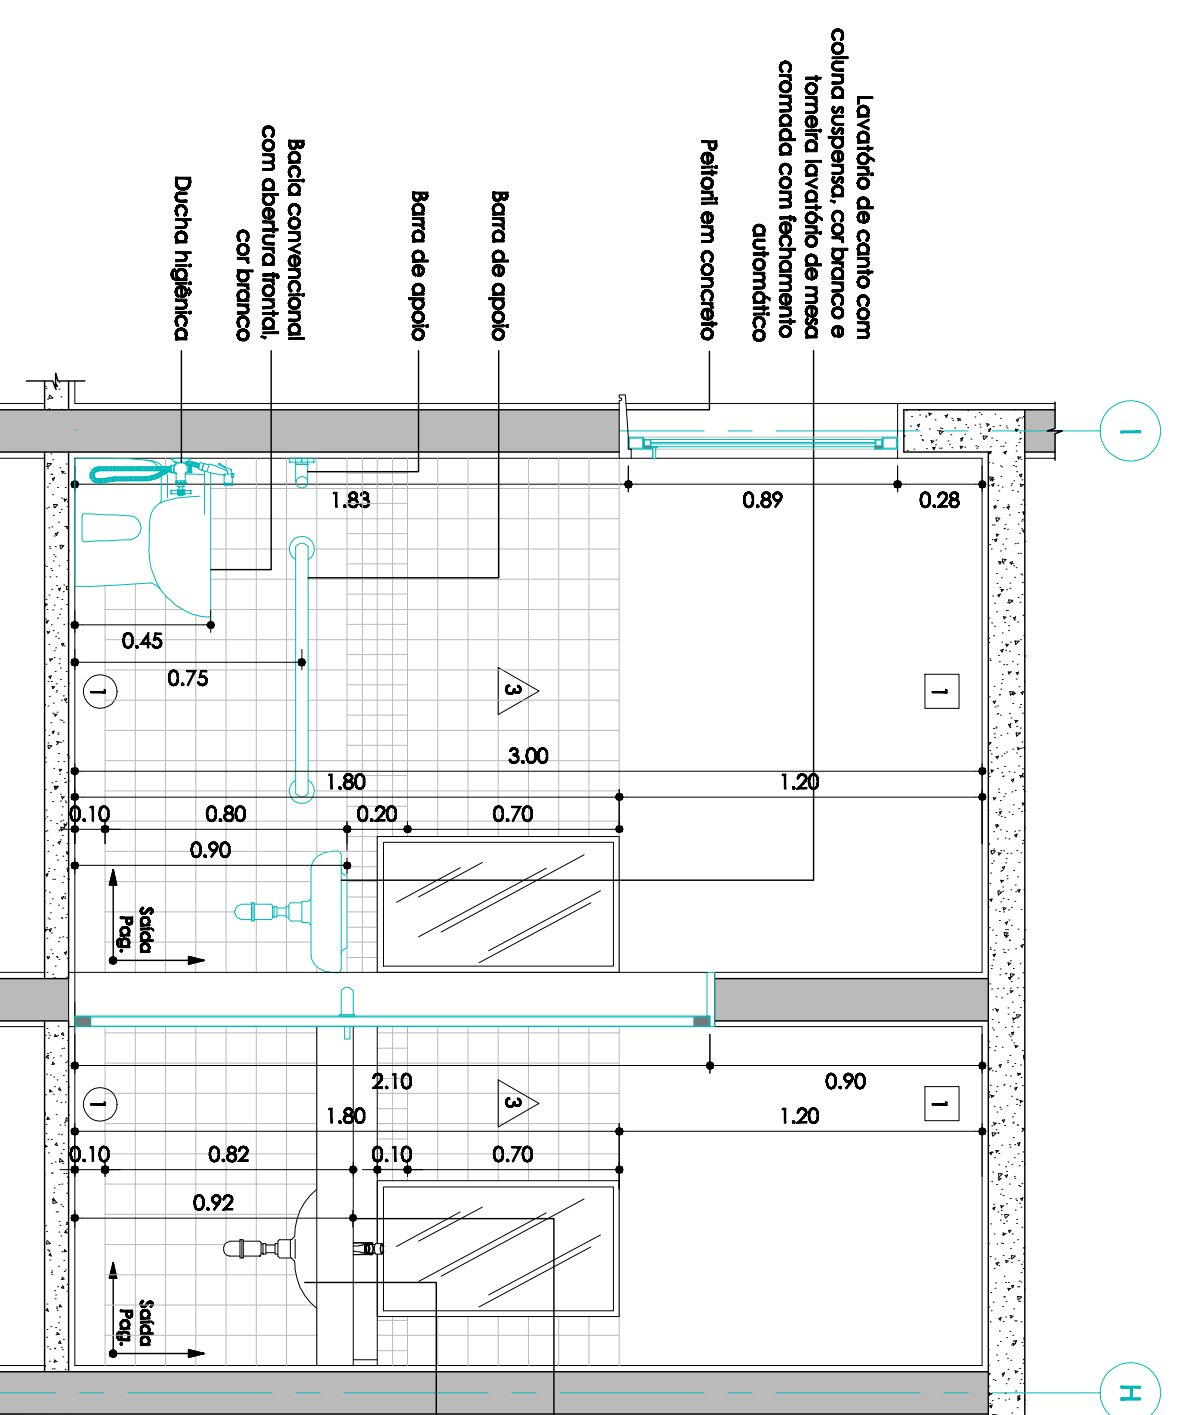 Lavatório de canto com
coluna suspensa, cor branco e
torneira lavatório de mesa
cromada com fechamento
automático
Peitoril em concreto
Barra de apoio
Barra de apoio
Bacia convencional
com abertura frontal,
cor branco
Ducha higiênica
I
1.83
0.89
0.28
0.45
0.75
1
3
1
3.00
1.80
1.20
0.10
0.80
0.20
0.70
0.90
Saída
Pag.
2.10
0.90
1
3
1
1.80
1.20
0.10
0.82
0.10
0.70
0.92
Saída
Pag.
H